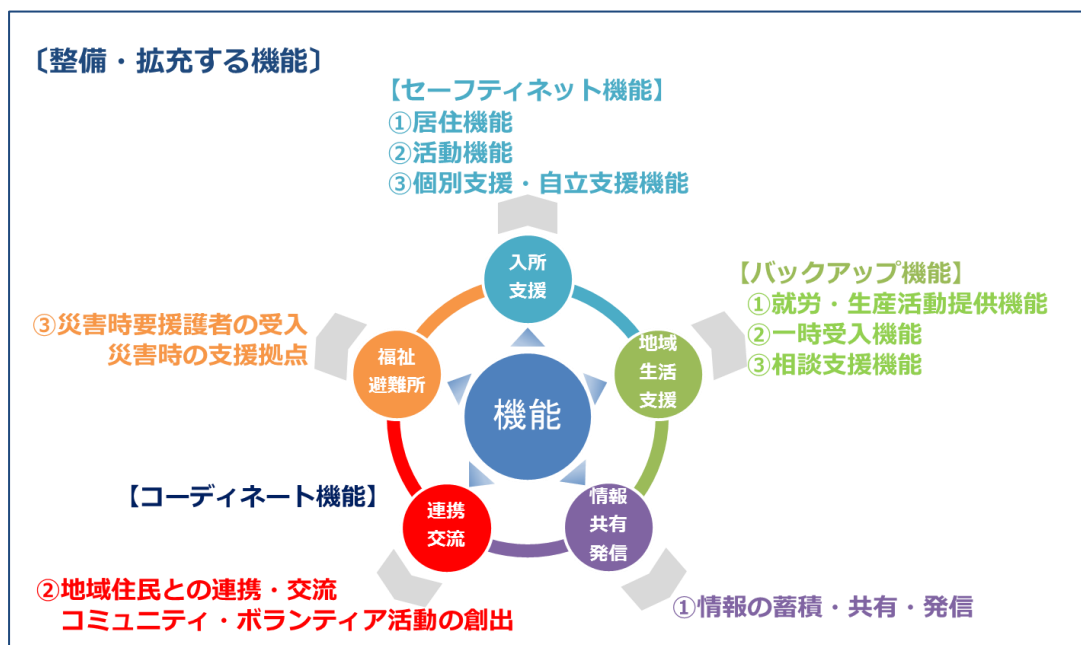 〔整備・拡充する機能〕
【セーフティネット機能】
①居住機能
②活動機能
③個別支援・自立支援機能
入所
支援
【バックアップ機能】
①就労・生産活動提供機能
②一時受入機能
③相談支援機能
地域
生活
支援
③災害時要援護者の受入
災害時の支援拠点
福祉
避難所
機能
【コーディネート機能】
連携
交流
情報
共有
発信
②地域住民との連携・交流
コミュニティ・ボランティア活動の創出
①情報の蓄積・共有・発信